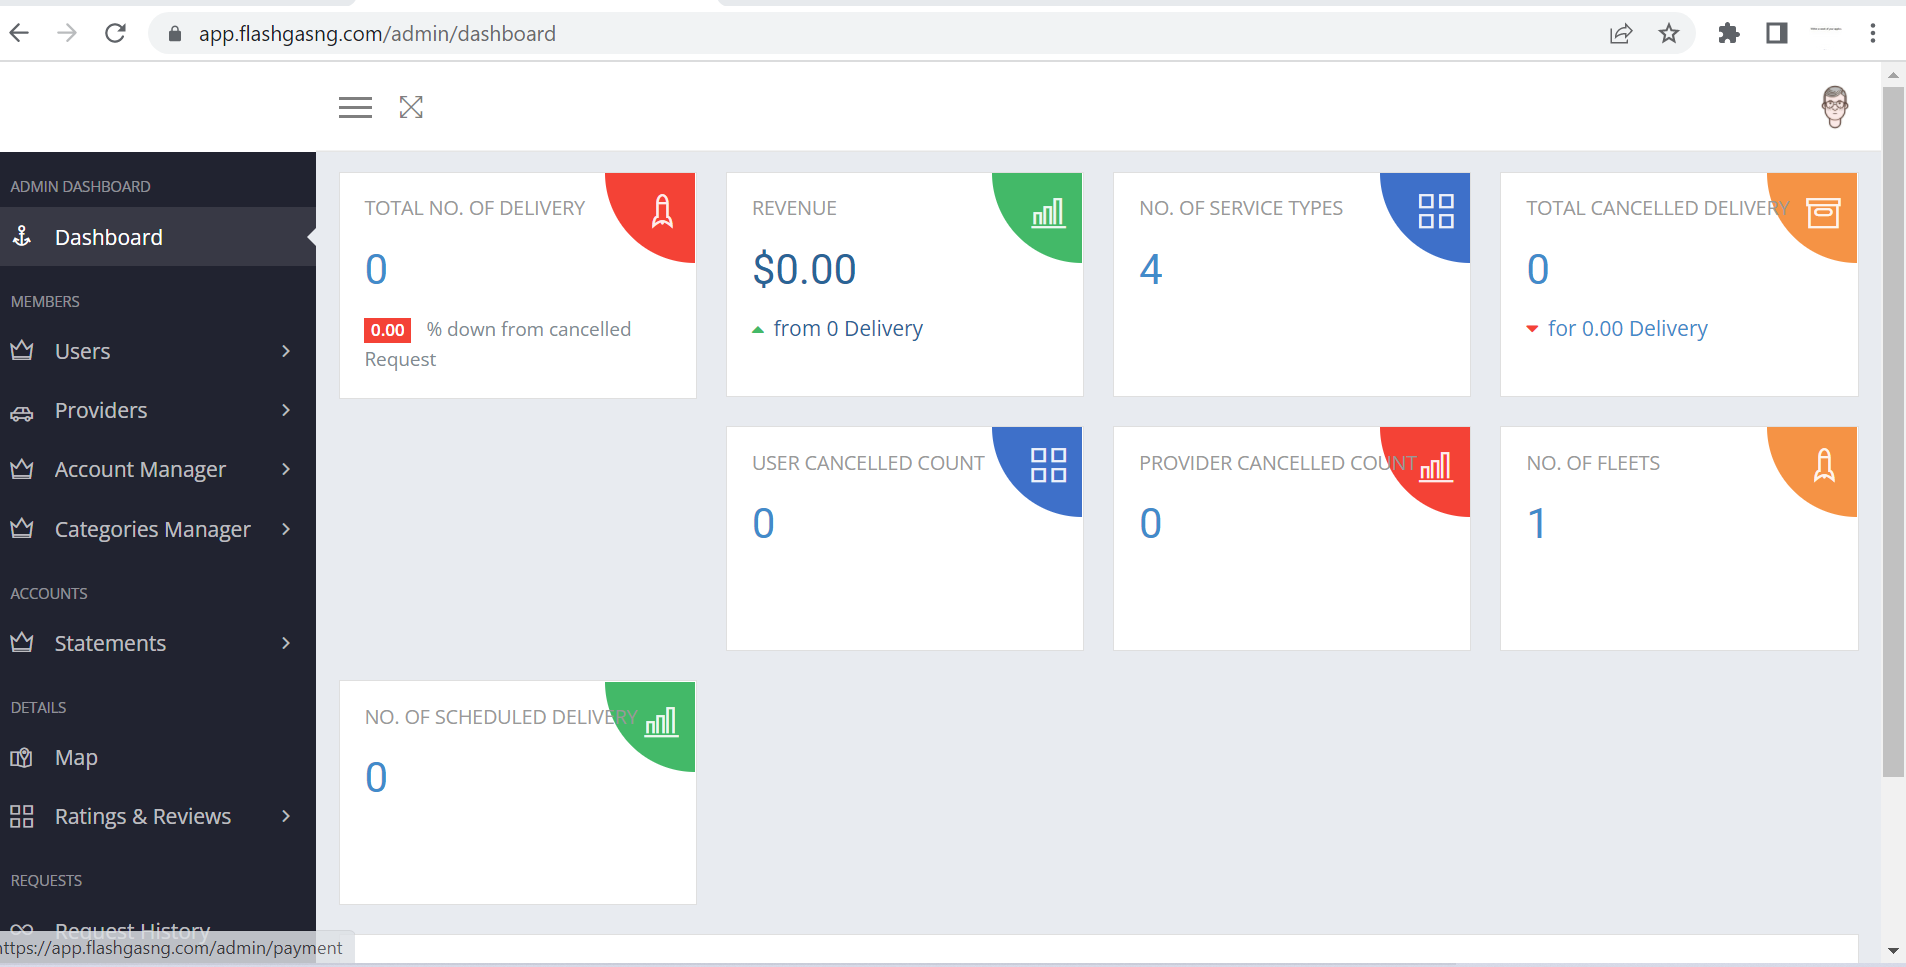 app.flashgasng.com/admin/dashboard
ADMIN DASHBOARD
Dashboard
MEMBERS
Users
Providers
Account Manager
Categories Manager
ACCOUNTS
Statements
DETAILS
Map
Ratings & Reviews
REQUESTS
Request History
https://app.flashgasng.com/admin/payment
TOTAL NO. OF DELIVERY
0
0.00 % down from cancelled
Request
REVENUE
$0.00
from 0 Delivery
NO. OF SERVICE TYPES
4
TOTAL CANCELLED DELIVERY
0
for 0.00 Delivery
USER CANCELLED COUNT
0
PROVIDER CANCELLED COUNT
0
NO. OF FLEETS
1
NO. OF SCHEDULED DELIVERY
0